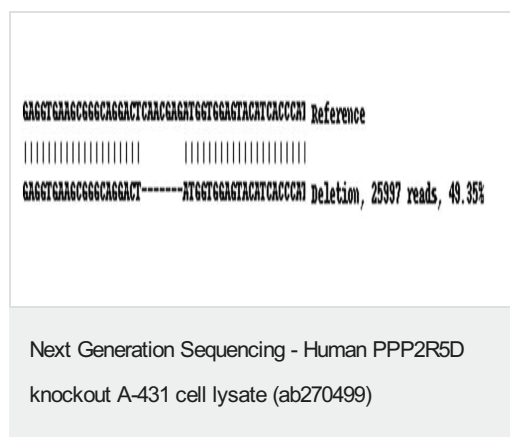 GAGGTGAAGCGGGCAGGACTCAACGAGATGGTGGAGTACATCACCCAT Reference
||||||||||||||||||||       |||||||||||||||||||||
GAGGTGAAGCGGGCAGGACT-------ATGGTGGAGTACATCACCCAT Deletion, 25997 reads, 49.35%
Next Generation Sequencing - Human PPP2R5D
knockout A-431 cell lysate (ab270499)